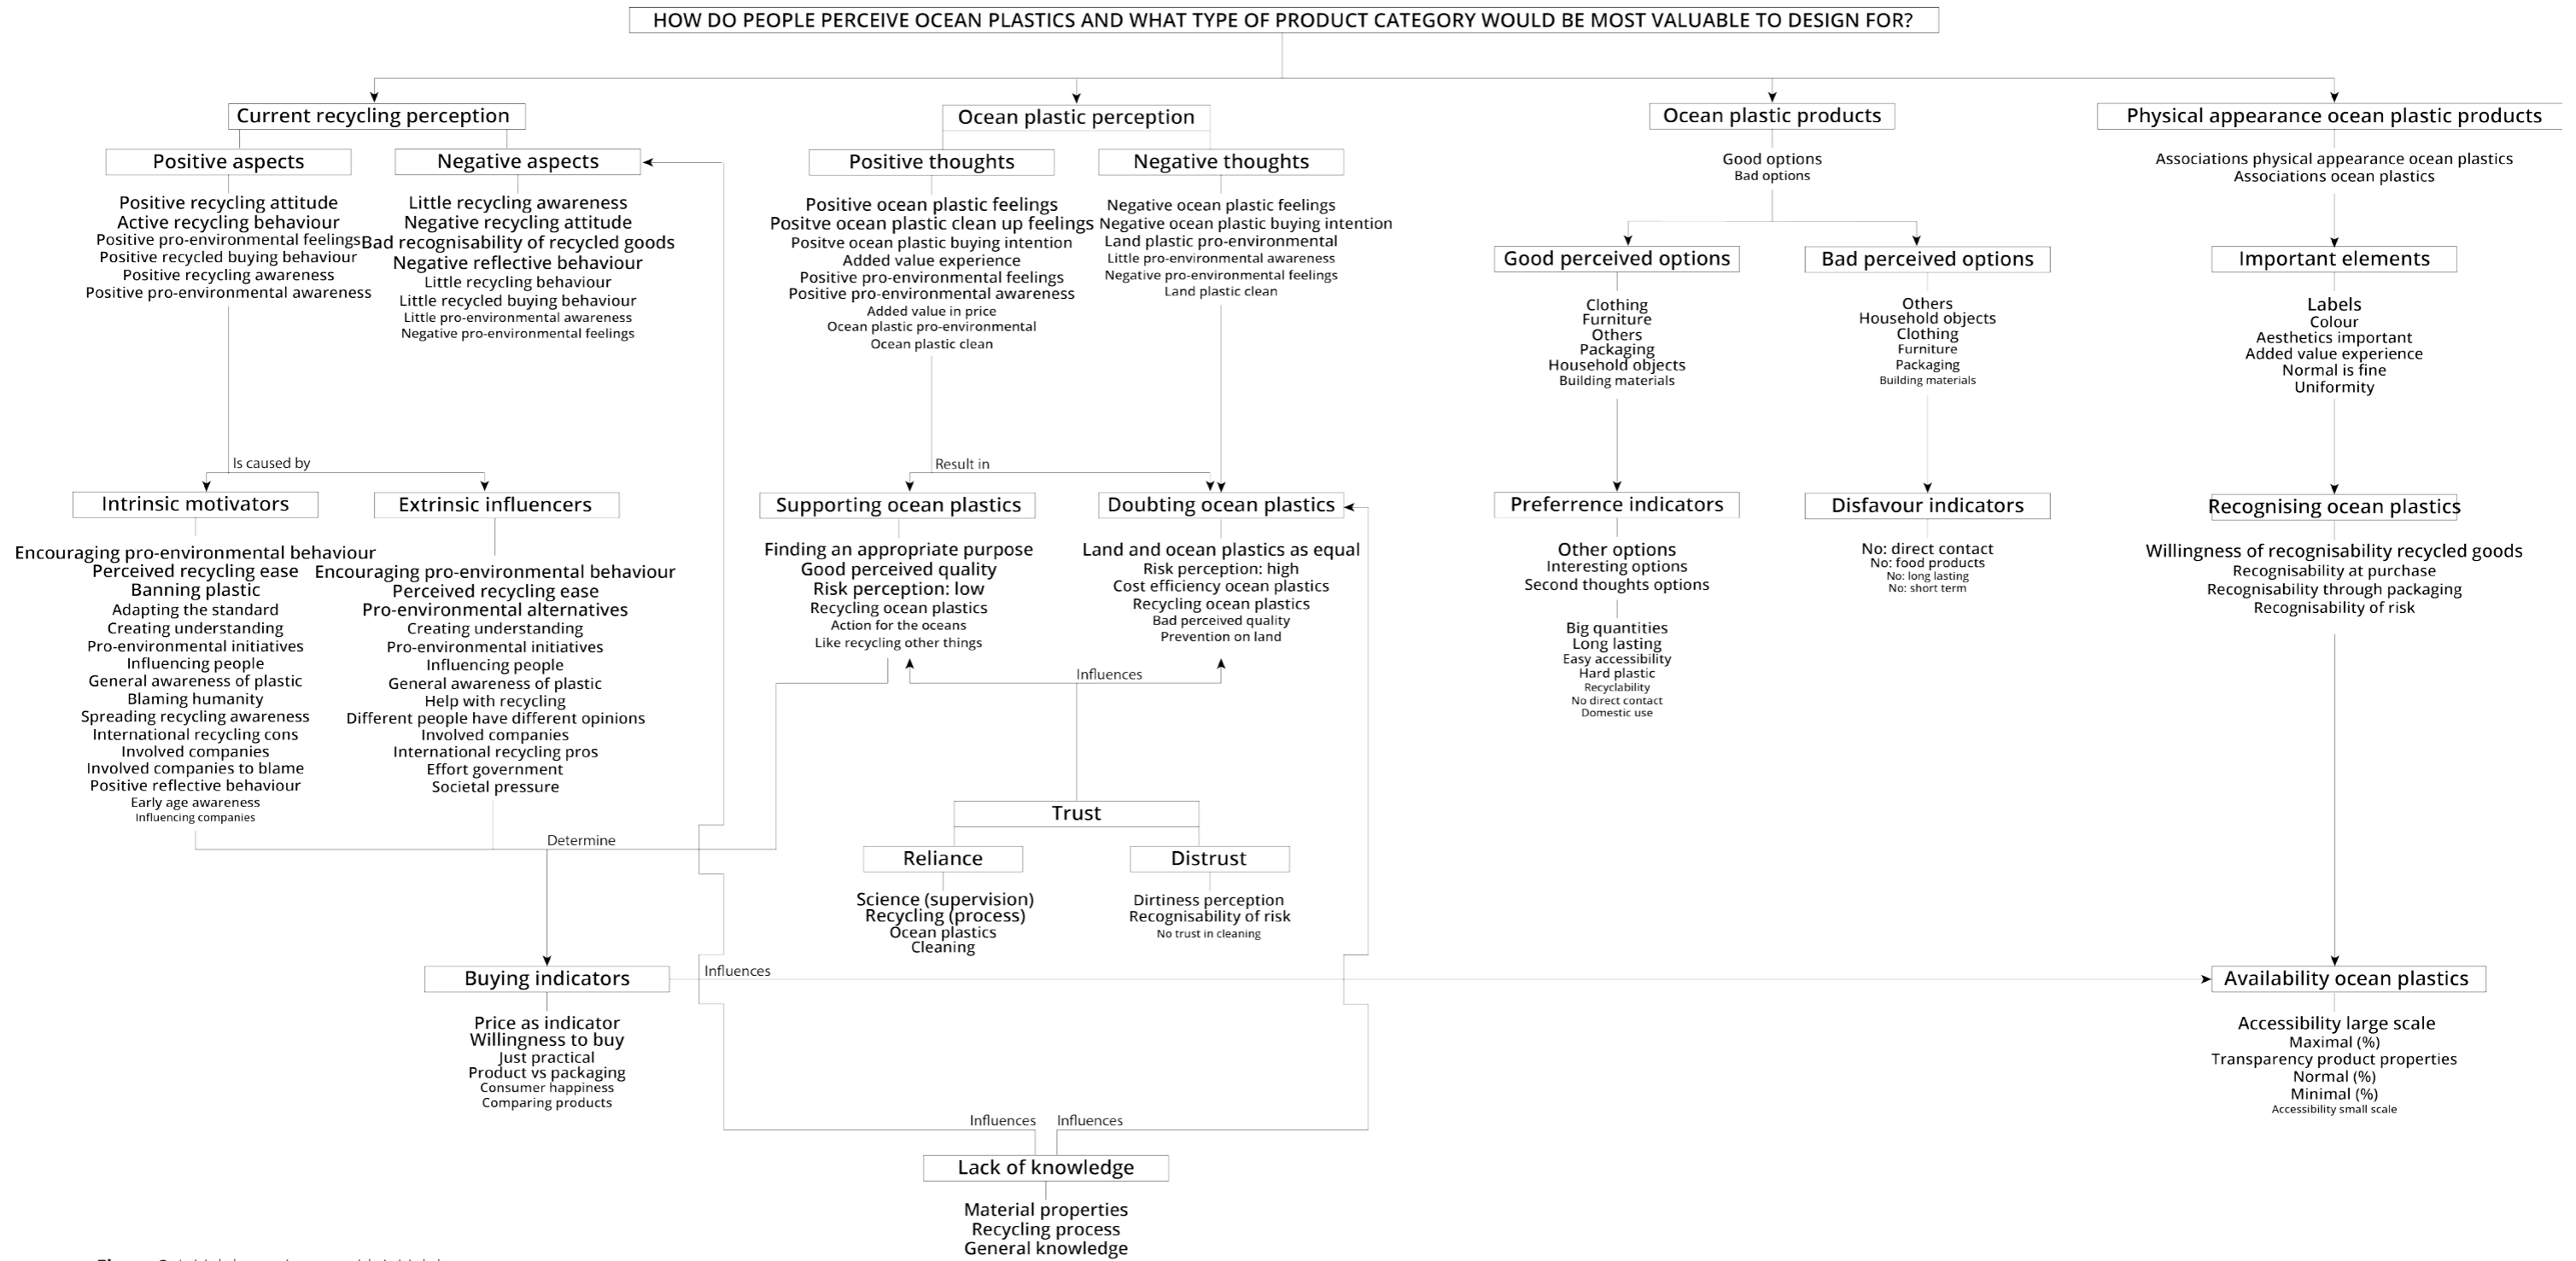 HOW DO PEOPLE PERCEIVE OCEAN PLASTICS AND WHAT TYPE OF PRODUCT CATEGORY WOULD BE MOST VALUABLE TO DESIGN FOR?
Current recycling perception
Positive aspects
Positive recycling attitude
Active recycling behaviour
Positive pro-environmental feelings
Positive recycled buying behaviour
Positive recycling awareness
Positive pro-environmental awareness
Negative aspects
Little recycling awareness
Negative recycling attitude
Bad recognisability of recycled goods
Negative reflective behaviour
Little recycling behaviour
Little recycled buying behaviour
Little pro-environmental awareness
Negative pro-environmental feelings
Is caused by
Intrinsic motivators
Encouraging pro-environmental behaviour
Perceived recycling ease
Banning plastic
Adapting the standard
Creating understanding
Pro-environmental initiatives
Influencing people
General awareness of plastic
Blaming humanity
Spreading recycling awareness
International recycling cons
Involved companies
Involved companies to blame
Positive reflective behaviour
Early age awareness
Influencing companies
Extrinsic influencers
Encouraging pro-environmental behaviour
Perceived recycling ease
Pro-environmental alternatives
Creating understanding
Pro-environmental initiatives
Influencing people
General awareness of plastic
Help with recycling
Different people have different opinions
Involved companies
International recycling pros
Effort government
Societal pressure
Determine
Buying indicators
Influences
Price as indicator
Willingness to buy
Just practical
Product vs packaging
Consumer happiness
Comparing products
Ocean plastic perception
Positive thoughts
Positive ocean plastic feelings
Positve ocean plastic clean up feelings
Positve ocean plastic buying intention
Added value experience
Positive pro-environmental feelings
Positive pro-environmental awareness
Added value in price
Ocean plastic pro-environmental
Ocean plastic clean
Negative thoughts
Negative ocean plastic feelings
Negative ocean plastic buying intention
Land plastic pro-environmental
Little pro-environmental awareness
Negative pro-environmental feelings
Land plastic clean
Result in
Supporting ocean plastics
Finding an appropriate purpose
Good perceived quality
Risk perception: low
Recycling ocean plastics
Action for the oceans
Like recycling other things
Doubting ocean plastics
Land and ocean plastics as equal
Risk perception: high
Cost efficiency ocean plastics
Recycling ocean plastics
Bad perceived quality
Prevention on land
Influences
Trust
Reliance
Science (supervision)
Recycling (process)
Ocean plastics
Cleaning
Distrust
Dirtiness perception
Recognisability of risk
No trust in cleaning
Influences
Influences
Lack of knowledge
Material properties
Recycling process
General knowledge
Ocean plastic products
Good options
Bad options
Good perceived options
Clothing
Furniture
Others
Packaging
Household objects
Building materials
Bad perceived options
Others
Household objects
Clothing
Furniture
Packaging
Building materials
Preferrence indicators
Other options
Interesting options
Second thoughts options
Big quantities
Long lasting
Easy accessibility
Hard plastic
Recyclability
No direct contact
Domestic use
Disfavour indicators
No: direct contact
No: food products
No: long lasting
No: short term
Physical appearance ocean plastic products
Associations physical appearance ocean plastics
Associations ocean plastics
Important elements
Labels
Colour
Aesthetics important
Added value experience
Normal is fine
Uniformity
Recognising ocean plastics
Willingness of recognisability recycled goods
Recognisability at purchase
Recognisability through packaging
Recognisability of risk
Availability ocean plastics
Accessibility large scale
Maximal (%)
Transparency product properties
Normal (%)
Minimal (%)
Accessibility small scale